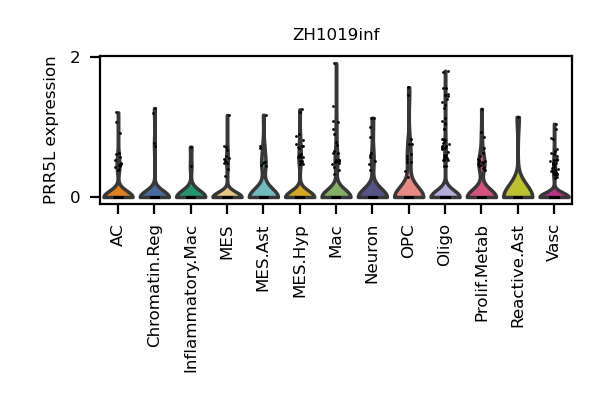 ZH1019inf
PRR5L expression
2
0
AC
Chromatin.Reg
Inflammatory.Mac
MES
MES.Ast
MES.Hyp
Mac
Neuron
OPC
Oligo
Prolif.Metab
Reactive.Ast
Vasc